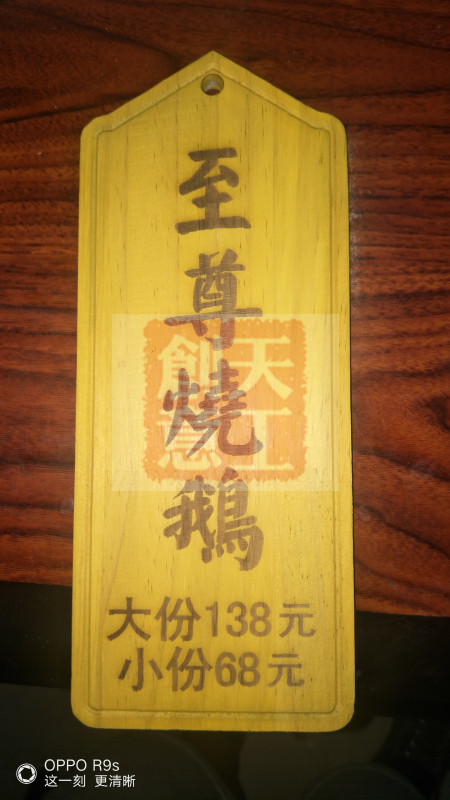 至尊燒鵝
天工
創意
大份138元
小份68元
OPPO R9s
这一刻 更清晰